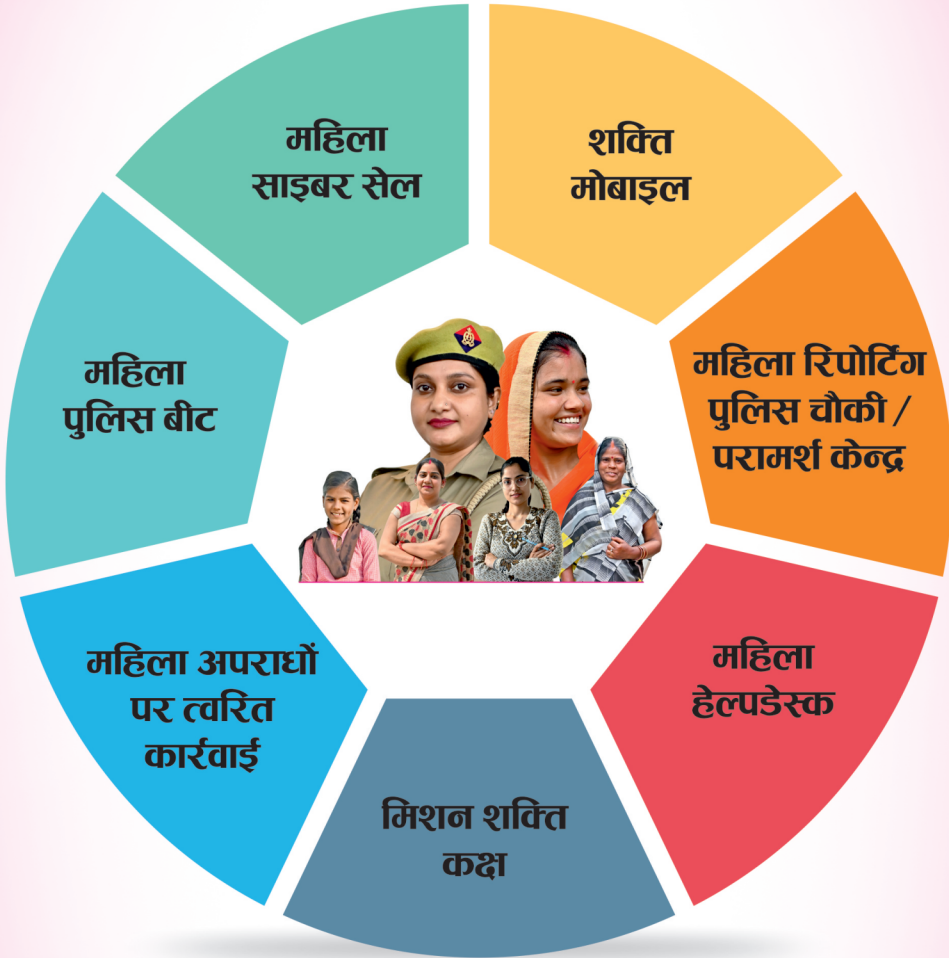 महिला
साइबर सेल
शक्ति
मोबाइल
महिला रिपोर्टिंग
पुलिस चौकी /
परामर्श केन्द्र
महिला
हेल्पडेस्क
मिशन शक्ति
कक्ष
महिला अपराधों
पर त्वरित
कार्रवाई
महिला
पुलिस बीट